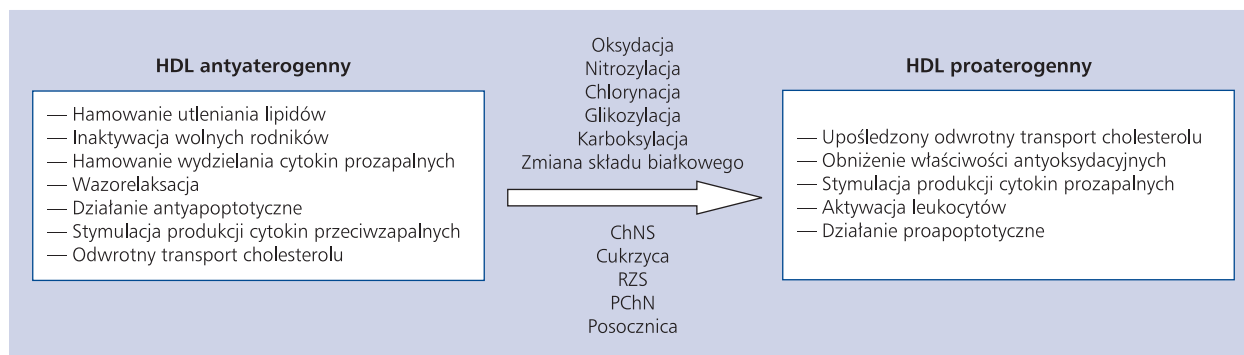 HDL antyaterogenny
— Hamowanie utleniania lipidów
— Inaktywacja wolnych rodników
— Hamowanie wydzielania cytokin prozapalnych
— Wazorelaksacja
— Działanie antyapoptotyczne
— Stymulacja produkcji cytokin przeciwzapalnych
— Odwrotny transport cholesterolu
Oksydacja
Nitrozylacja
Chlorynacja
Glikozylacja
Karboksylacja
Zmiana składu białkowego
ChNS
Cukrzyca
RZS
PChN
Posocznica
HDL proaterogenny
— Upośledzony odwrotny transport cholesterolu
— Obniżenie właściwości antyoksydacyjnych
— Stymulacja produkcji cytokin prozapalnych
— Aktywacja leukocytów
— Działanie proapoptotyczne